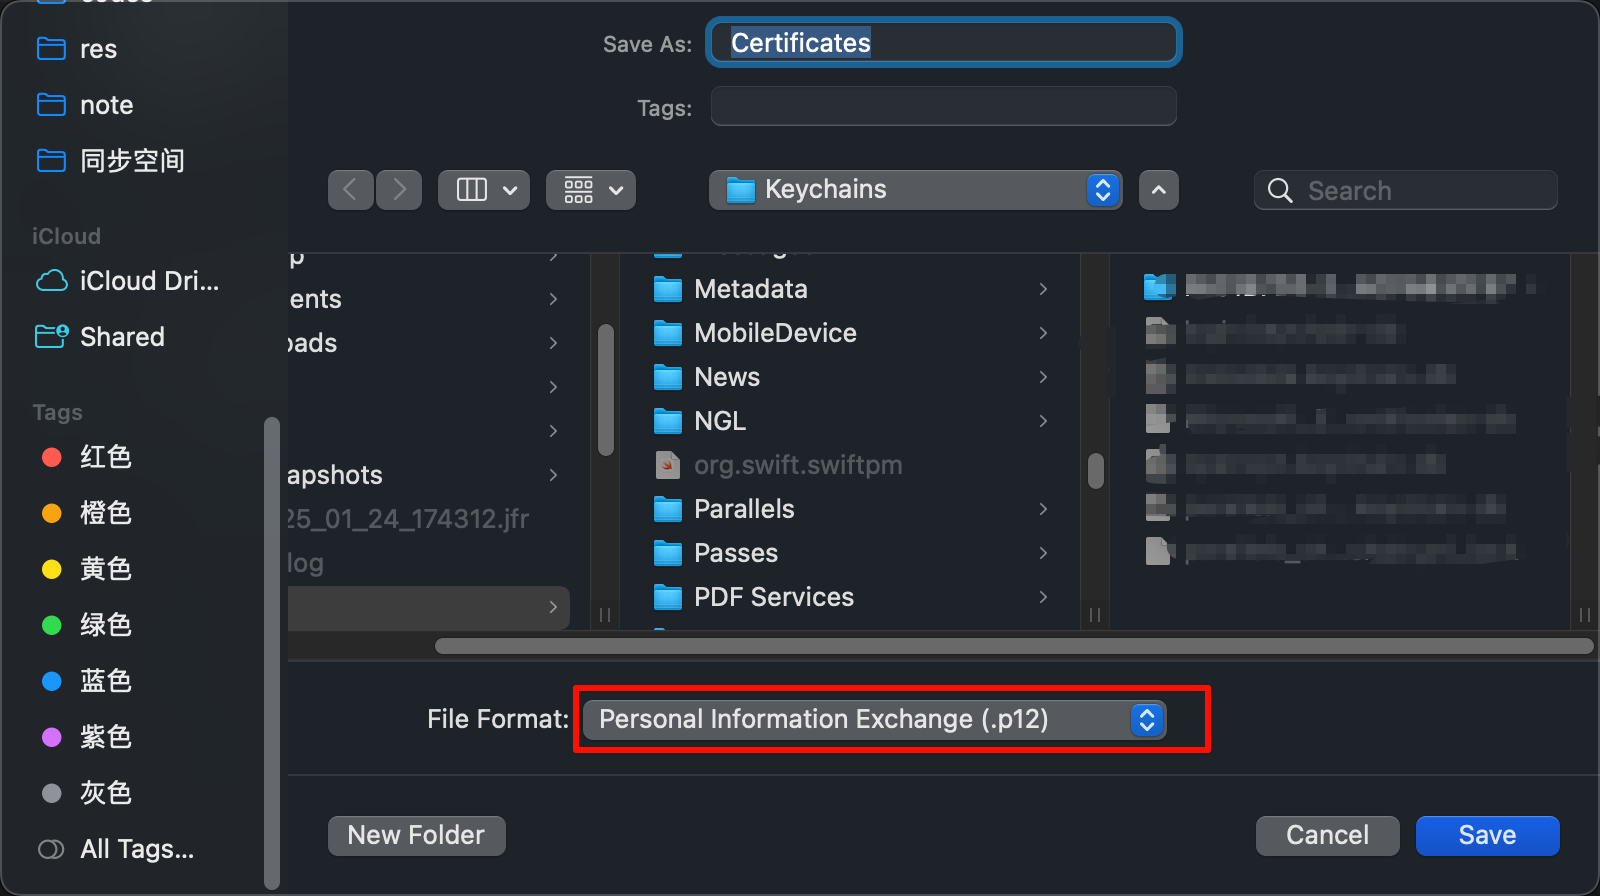 res
note
同步空间
iCloud
iCloud Dri...
Shared
Tags
红色
橙色
黄色
绿色
蓝色
紫色
灰色
All Tags...
Save As: Certificates
Tags:
Keychains
Search
ents
oads
apshots
25_01_24_174312.jfr
log
Metadata
MobileDevice
News
NGL
org.swift.swiftpm
Parallels
Passes
PDF Services
File Format: Personal Information Exchange (.p12)
New Folder
Cancel
Save